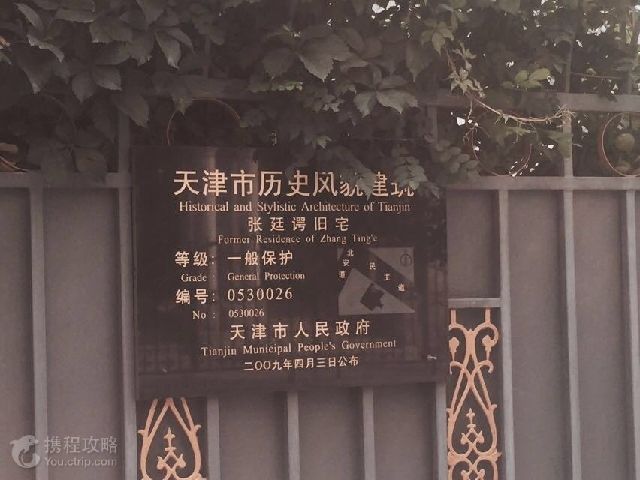 天津市历史风貌建筑
Historical and Stylistic Architecture of Tianjin
张廷谔旧宅
Former Residence of Zhang Ting'e
等级：一般保护
Grade : General Protection
编号：0530026
No : 0530026
天津市人民政府
Tianjin Municipal People's Government
二〇〇九年四月三日公布
携程攻略
You.ctrip.com